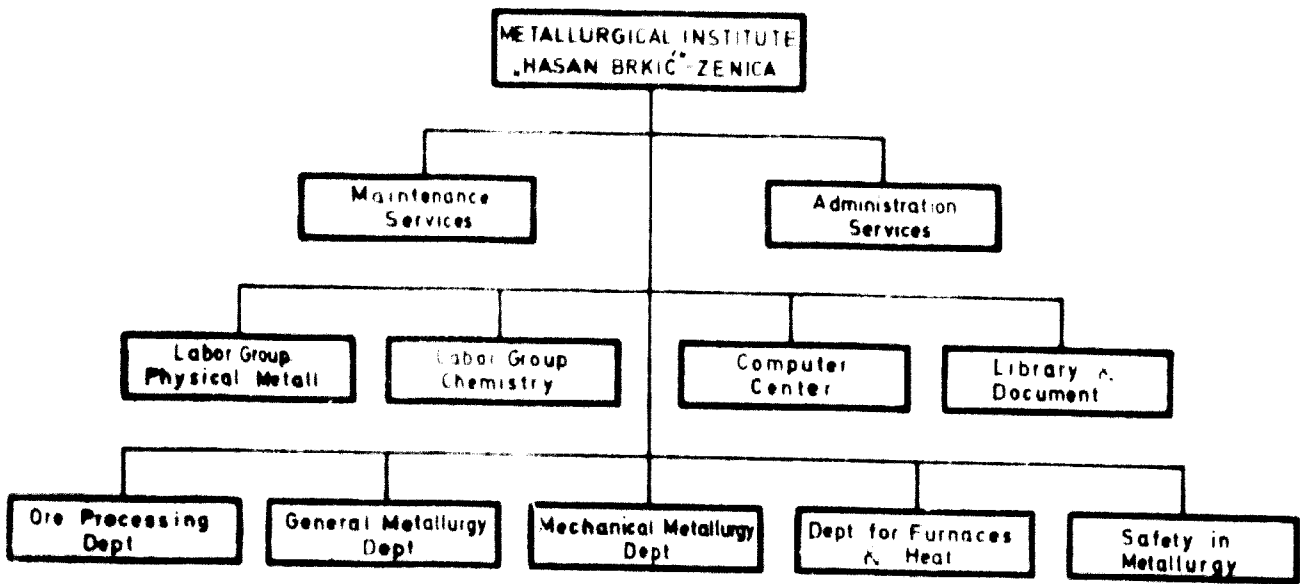 METALLURGICAL INSTITUTE
„HASAN BRKIĆ"-ZENICA
Maintenance
Services
Administration
Services
Labor Group
Physical Metall
Labor Group
Chemistry
Computer
Center
Library &
Document
Ore Processing
Dept
General Metallurgy
Dept
Mechanical Metallurgy
Dept
Dept for Furnaces
& Heat
Safety in
Metallurgy